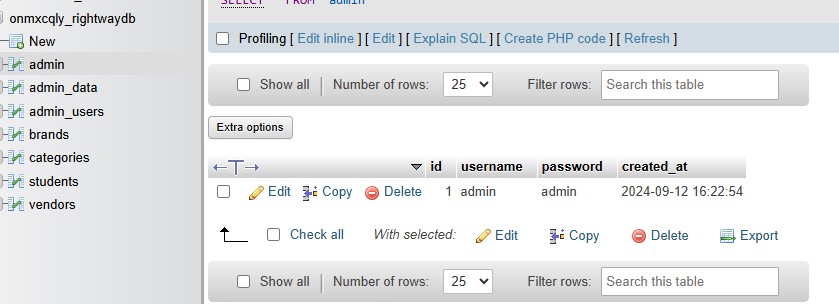 SELECT * FROM `admin`
onmxcqly_rightwaydb
New
admin
admin_data
admin_users
brands
categories
students
vendors
Profiling [ Edit inline ] [ Edit ] [ Explain SQL ] [ Create PHP code ] [ Refresh ]
Show all | Number of rows: 25 Filter rows: Search this table
Extra options
←T→ id username password created_at
Edit Copy Delete 1 admin admin 2024-09-12 16:22:54
Check all With selected: Edit Copy Delete Export
Show all | Number of rows: 25 Filter rows: Search this table